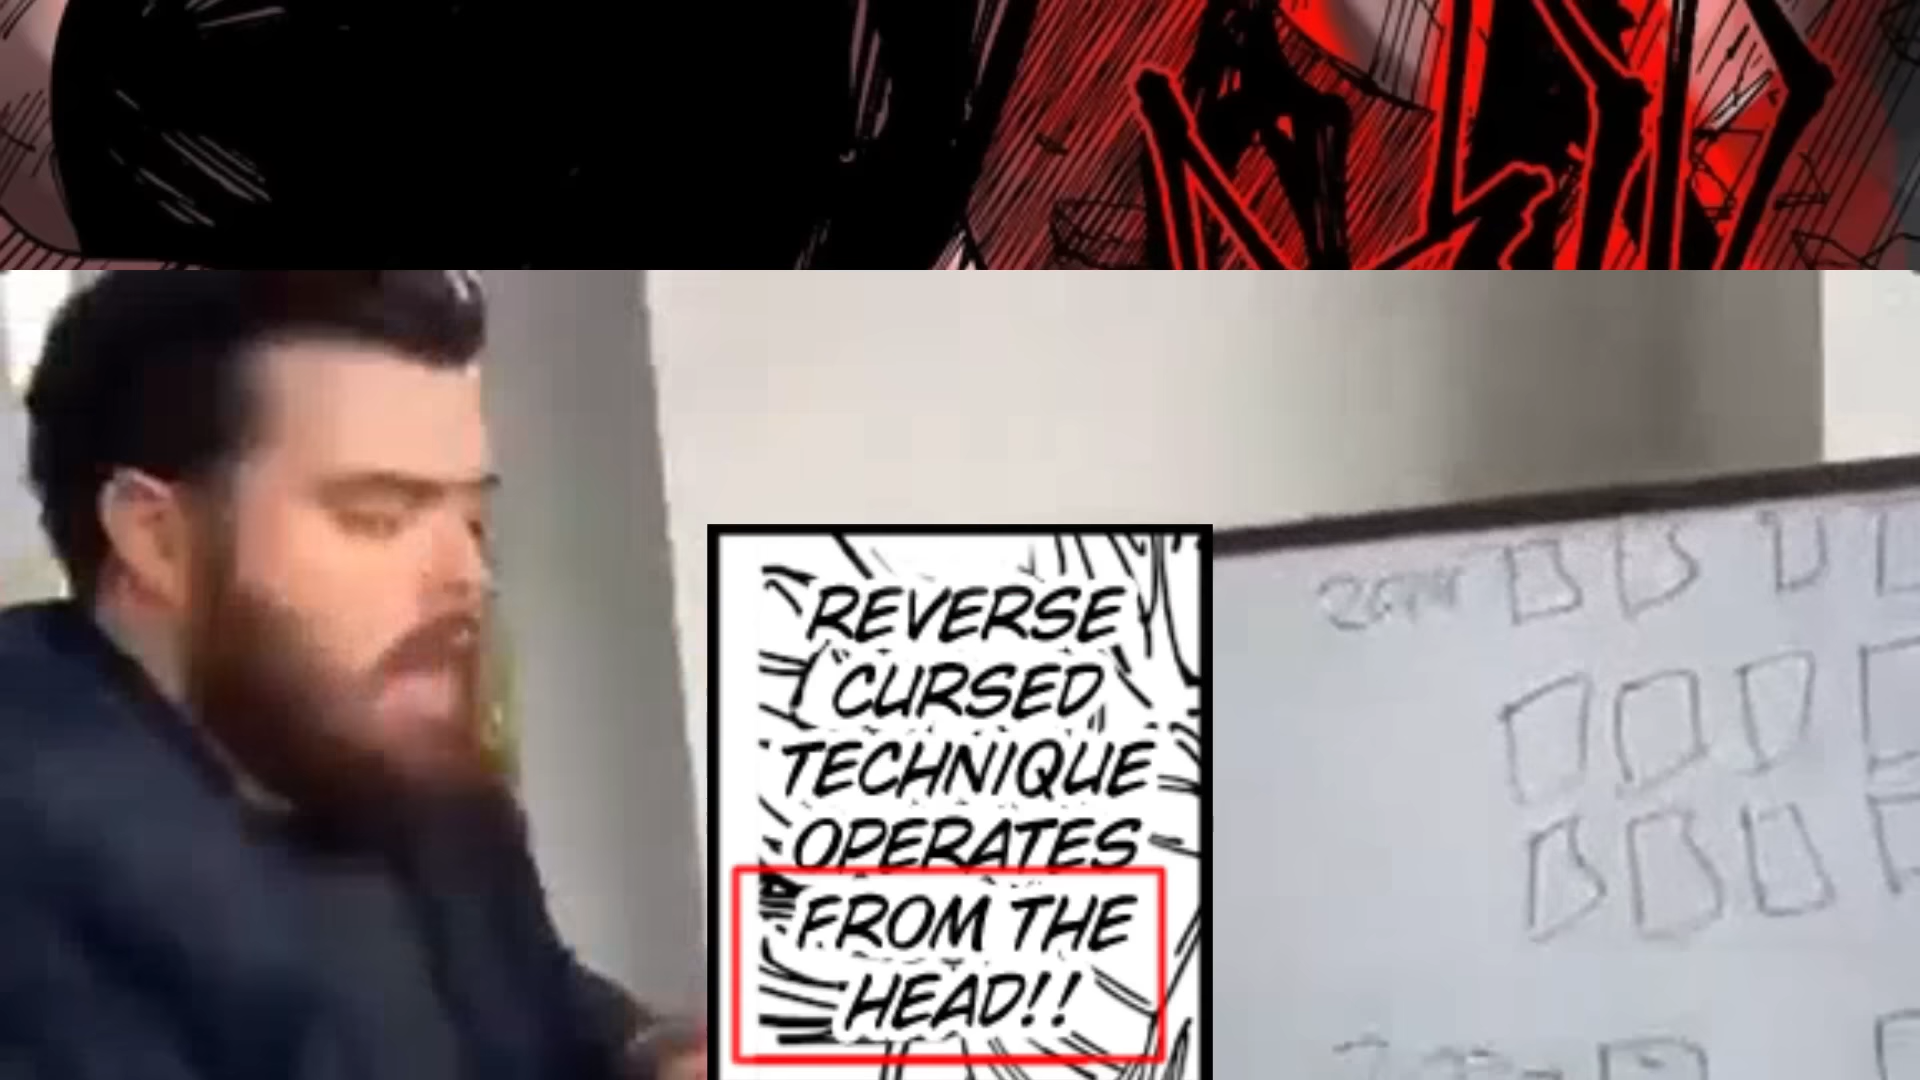 REVERSE
CURSED
TECHNIQUE
OPERATES
FROM THE
HEAD!!